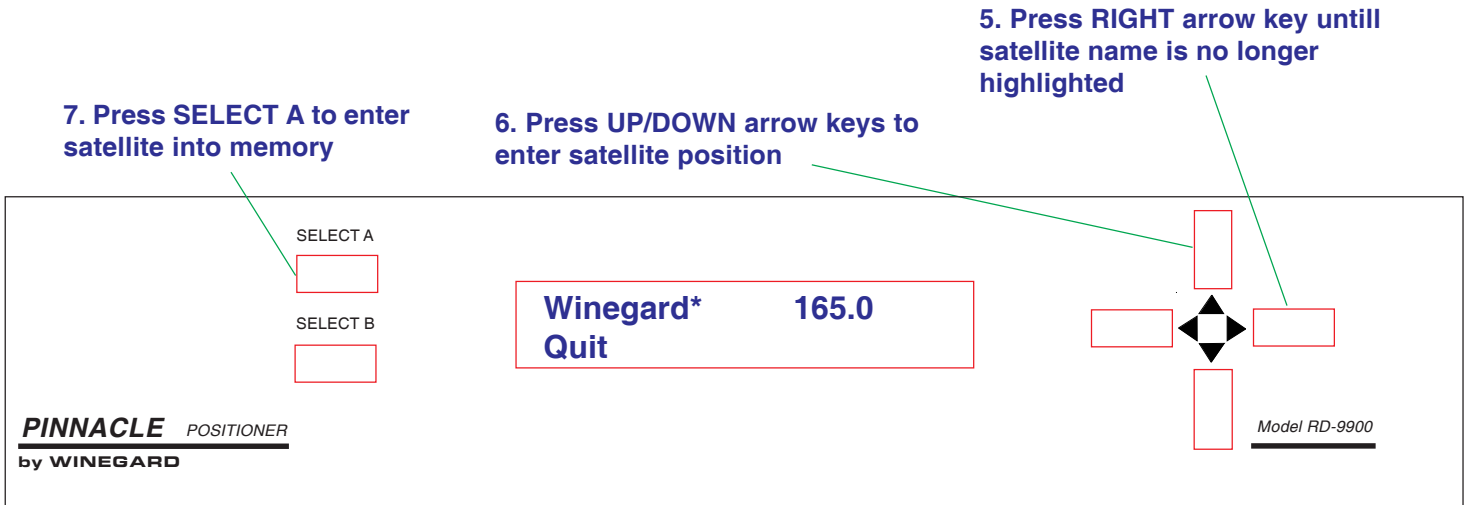 5. Press RIGHT arrow key untill
satellite name is no longer
highlighted
7. Press SELECT A to enter
satellite into memory
6. Press UP/DOWN arrow keys to
enter satellite position
SELECT A
SELECT B
Winegard* 165.0
Quit
PINNACLE POSITIONER
by WINEGARD
Model RD-9900